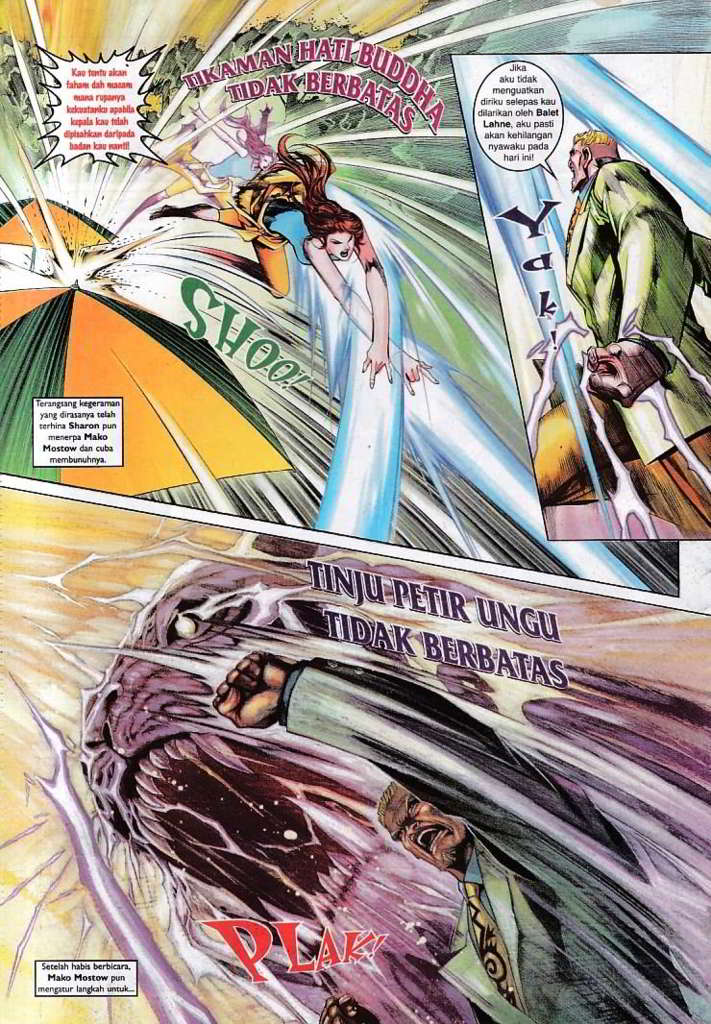 Kau tentu akan
faham dah macam
mana rupanya
kekuatanku apabila
kepala kau telah
dipisahkan daripada
badan kau nanti!!
TIKAMAN HATI BUDDHA
TIDAK BERBATAS
SHOO!
Terangsang kegeraman
yang dirasanya telah
terhina Sharon pun
menerpa Mako
Mostow dan cuba
membunuhnya.
Jika
aku tidak
menguatkan
diriku selepas kau
dilarikan oleh Balet
Lahne, aku pasti
akan kehilangan
nyawaku pada
hari ini!
Yak!
TINJU PETIR UNGU
TIDAK BERBATAS
PLAK!
Setelah habis berbicara,
Mako Mostow pun
mengatur langkah untuk...